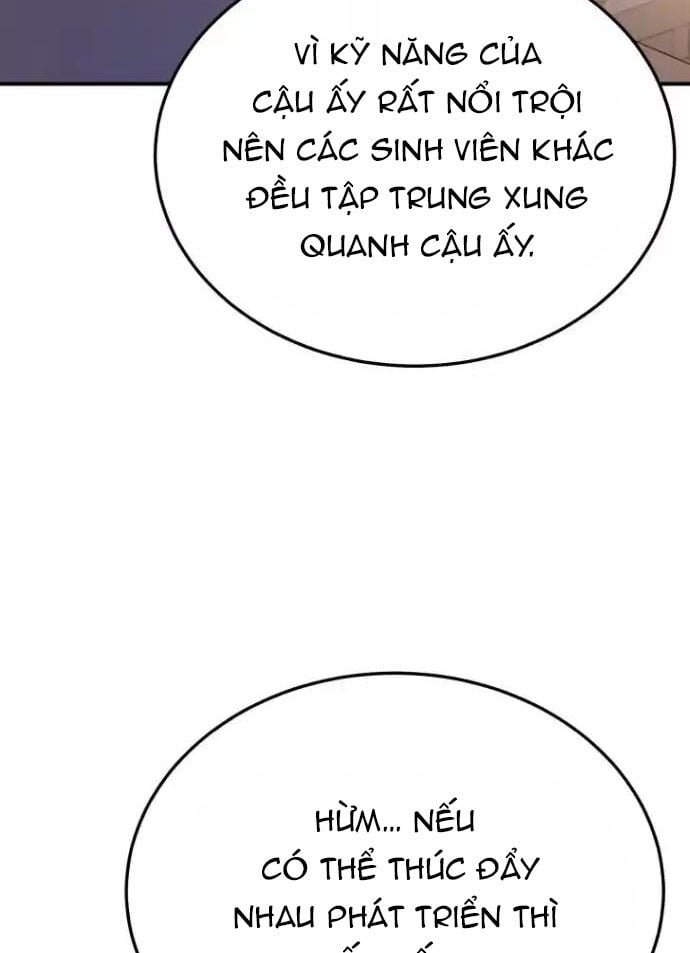 VÌ KỸ NĂNG CỦA
CẬU ẤY RẤT NỔI TRỘI
NÊN CÁC SINH VIÊN KHÁC
ĐỀU TẬP TRUNG XUNG
QUANH CẬU ẤY.
HỪM... NẾU
CÓ THỂ THÚC ĐẨY
NHAU PHÁT TRIỂN THÌ